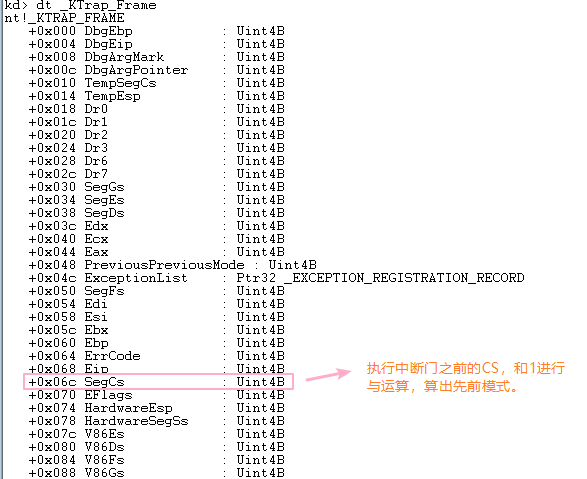 kd> dt _KTrap_Frame
nt!_KTRAP_FRAME
+0x000 DbgEbp : Uint4B
+0x004 DbgEip : Uint4B
+0x008 DbgArgMark : Uint4B
+0x00c DbgArgPointer : Uint4B
+0x010 TempSegCs : Uint4B
+0x014 TempEsp : Uint4B
+0x018 Dr0 : Uint4B
+0x01c Dr1 : Uint4B
+0x020 Dr2 : Uint4B
+0x024 Dr3 : Uint4B
+0x028 Dr6 : Uint4B
+0x02c Dr7 : Uint4B
+0x030 SegGs : Uint4B
+0x034 SegEs : Uint4B
+0x038 SegDs : Uint4B
+0x03c Edx : Uint4B
+0x040 Ecx : Uint4B
+0x044 Eax : Uint4B
+0x048 PreviousPreviousMode : Uint4B
+0x04c ExceptionList : Ptr32 _EXCEPTION_REGISTRATION_RECORD
+0x050 SegFs : Uint4B
+0x054 Edi : Uint4B
+0x058 Esi : Uint4B
+0x05c Ebx : Uint4B
+0x060 Ebp : Uint4B
+0x064 ErrCode : Uint4B
+0x068 Eip : Uint4B
+0x06c SegCs : Uint4B
执行中断门之前的CS，和1进行
与运算，算出先前模式。
+0x070 EFlags : Uint4B
+0x074 HardwareEsp : Uint4B
+0x078 HardwareSegSs : Uint4B
+0x07c V86Es : Uint4B
+0x080 V86Ds : Uint4B
+0x084 V86Fs : Uint4B
+0x088 V86Gs : Uint4B